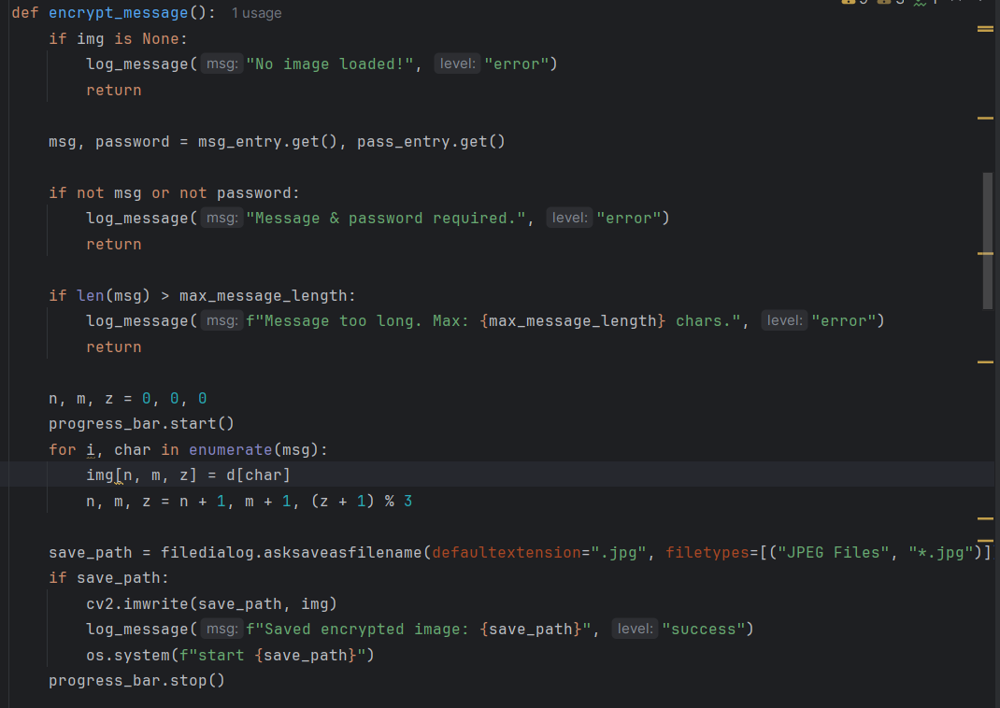 def encrypt_message():  1 usage
    if img is None:
        log_message( msg: "No image loaded!",  level: "error")
        return

    msg, password = msg_entry.get(), pass_entry.get()

    if not msg or not password:
        log_message( msg: "Message & password required.",  level: "error")
        return

    if len(msg) > max_message_length:
        log_message( msg: f"Message too long. Max: {max_message_length} chars.",  level: "error")
        return

    n, m, z = 0, 0, 0
    progress_bar.start()
    for i, char in enumerate(msg):
        img[n, m, z] = d[char]
        n, m, z = n + 1, m + 1, (z + 1) % 3

    save_path = filedialog.asksaveasfilename(defaultextension=".jpg", filetypes=[("JPEG Files", "*.jpg")]
    if save_path:
        cv2.imwrite(save_path, img)
        log_message( msg: f"Saved encrypted image: {save_path}",  level: "success")
        os.system(f"start {save_path}")
    progress_bar.stop()